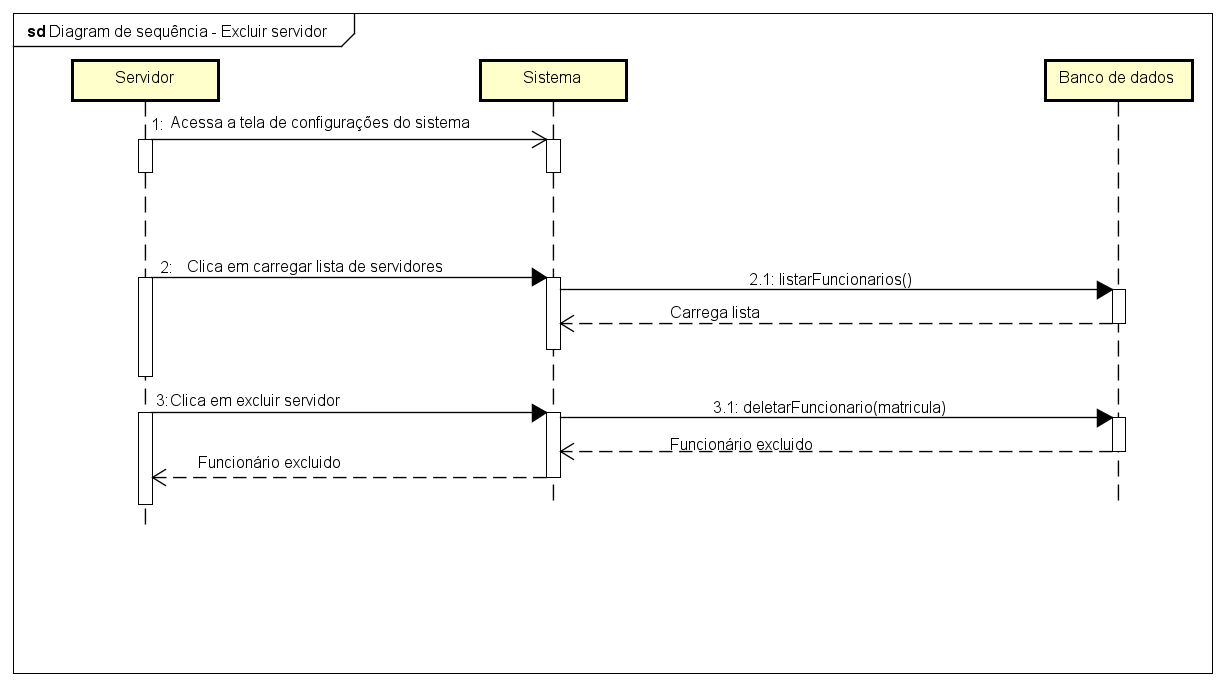 sd Diagram de sequência - Excluir servidor
Servidor
Sistema
Banco de dados
1: Acessa a tela de configurações do sistema
2: Clica em carregar lista de servidores
2.1: listarFuncionarios()
Carrega lista
3: Clica em excluir servidor
3.1: deletarFuncionario(matricula)
Funcionário excluido
Funcionário excluido